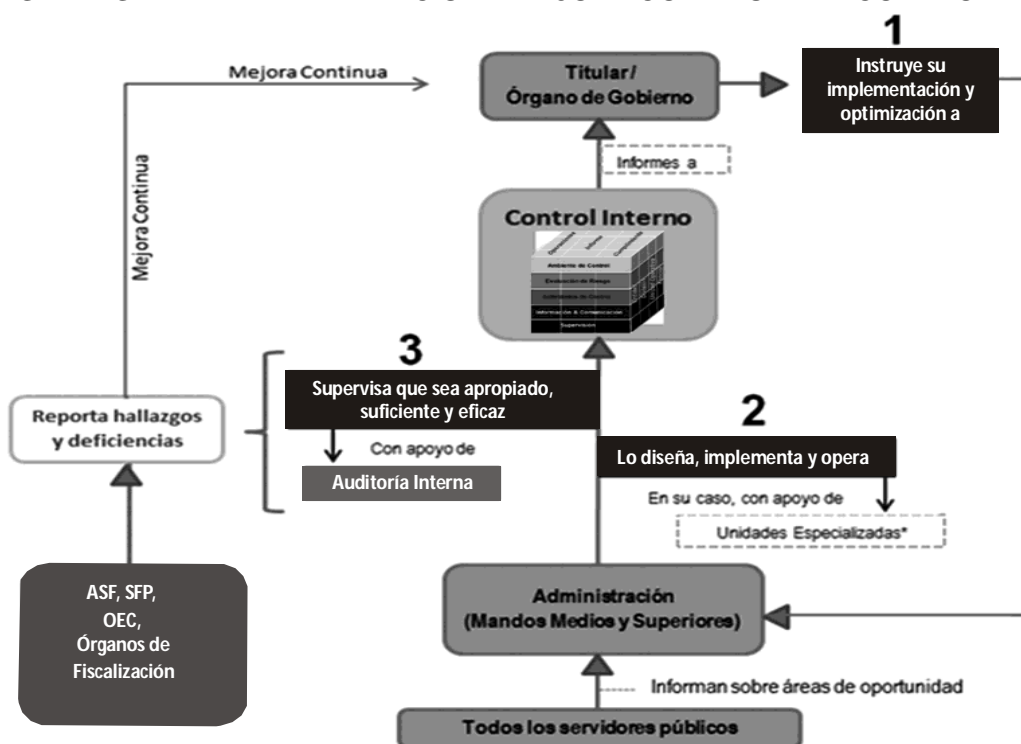 1
Mejora Continua
Titular/
Órgano de Gobierno
Instruye su
implementación y
optimización a
Informes a
Mejora Continua
Control Interno
Operaciones
Informe
Cumplimiento
Ambiente de Control
Evaluación de Riesgo
Actividades de Control
Información & Comunicación
Supervisión
3
Supervisa que sea apropiado,
suficiente y eficaz
Reporta hallazgos
y deficiencias
Con apoyo de
Auditoría Interna
2
Lo diseña, implementa y opera
En su caso, con apoyo de
Unidades Especializadas*
ASF, SFP,
OEC,
Órganos de
Fiscalización
Administración
(Mandos Medios y Superiores)
Informan sobre áreas de oportunidad
Todos los servidores públicos